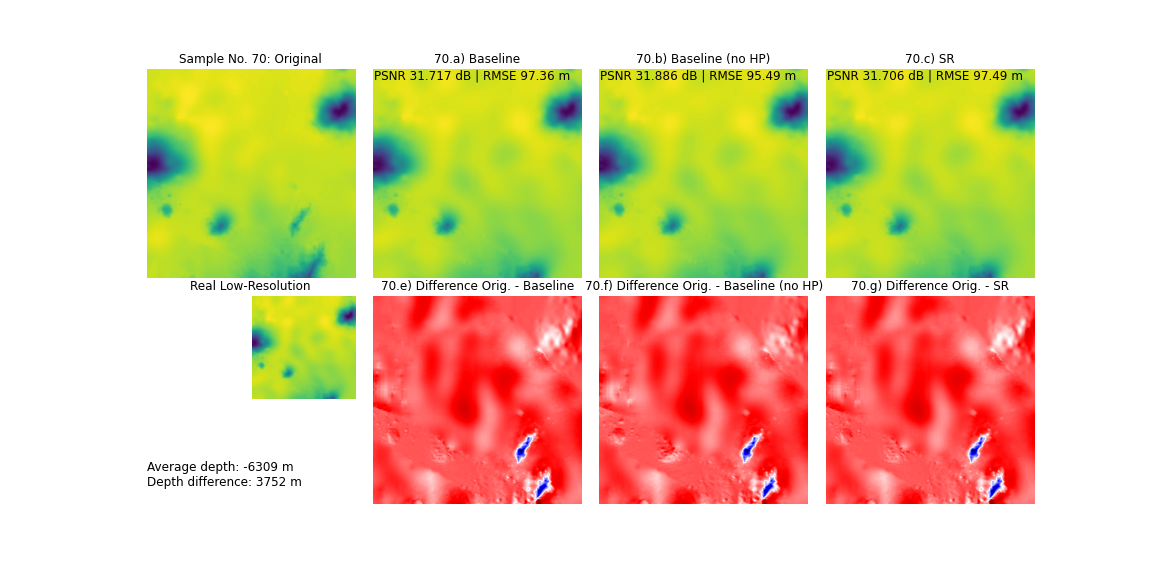 Sample No. 70: Original
70.a) Baseline
70.b) Baseline (no HP)
70.c) SR
PSNR 31.717 dB | RMSE 97.36 m
PSNR 31.886 dB | RMSE 95.49 m
PSNR 31.706 dB | RMSE 97.49 m
Real Low-Resolution
70.e) Difference Orig. - Baseline
70.f) Difference Orig. - Baseline (no HP)
70.g) Difference Orig. - SR
Average depth: -6309 m
Depth difference: 3752 m